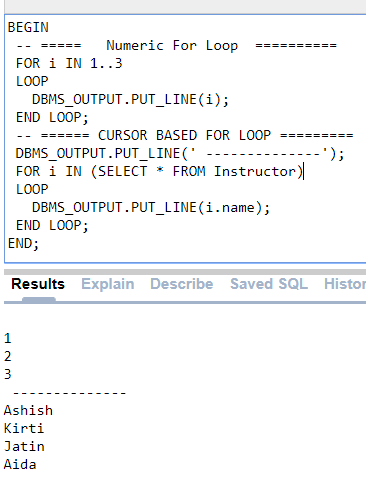 BEGIN
 -- =====   Numeric For Loop  ==========
 FOR i IN 1..3
 LOOP
   DBMS_OUTPUT.PUT_LINE(i);
 END LOOP;
 -- ====== CURSOR BASED FOR LOOP =========
 DBMS_OUTPUT.PUT_LINE(' --------------');
 FOR i IN (SELECT * FROM Instructor)
 LOOP
   DBMS_OUTPUT.PUT_LINE(i.name);
 END LOOP;
END;
Results Explain Describe Saved SQL Histor
1
2
3
 --------------
Ashish
Kirti
Jatin
Aida